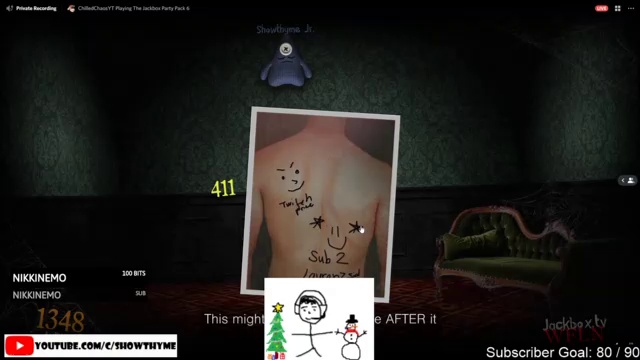 Private Recording
ChilledChaosYT Playing The Jackbox Party Pack 6
LIVE
Showthyme Jr.
411
Twitch
Sub 2
NIKKINEMO 100 BITS
NIKKINEMO SUB
1348
This might
e AFTER it
Jackbox.tv
YOUTUBE.COM/C/SHOWTHYME
Subscriber Goal: 80 / 90